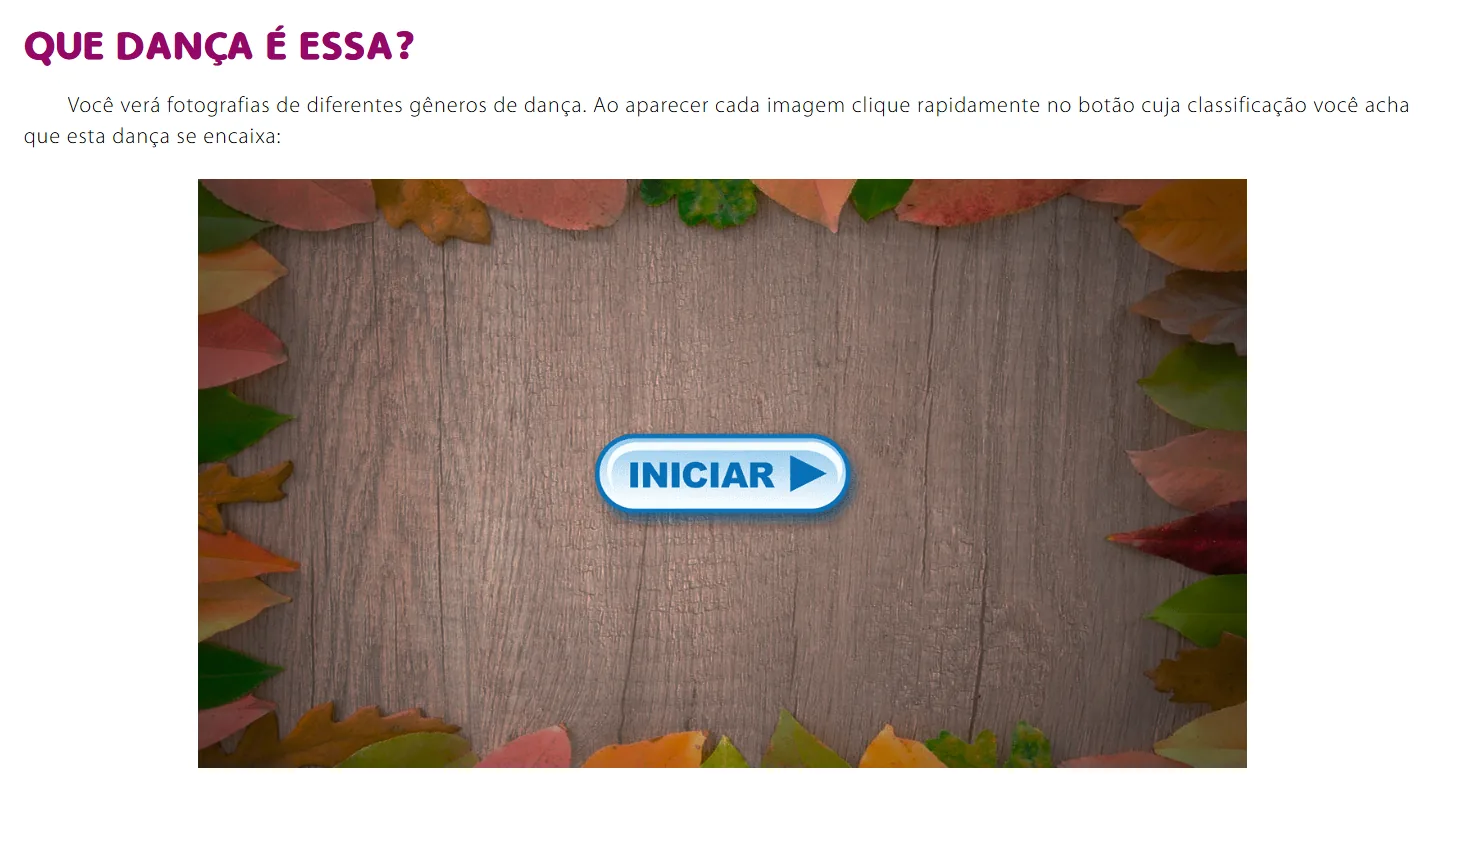 QUE DANÇA É ESSA?
Você verá fotografias de diferentes gêneros de dança. Ao aparecer cada imagem clique rapidamente no botão cuja classificação você acha
que esta dança se encaixa:
INICIAR